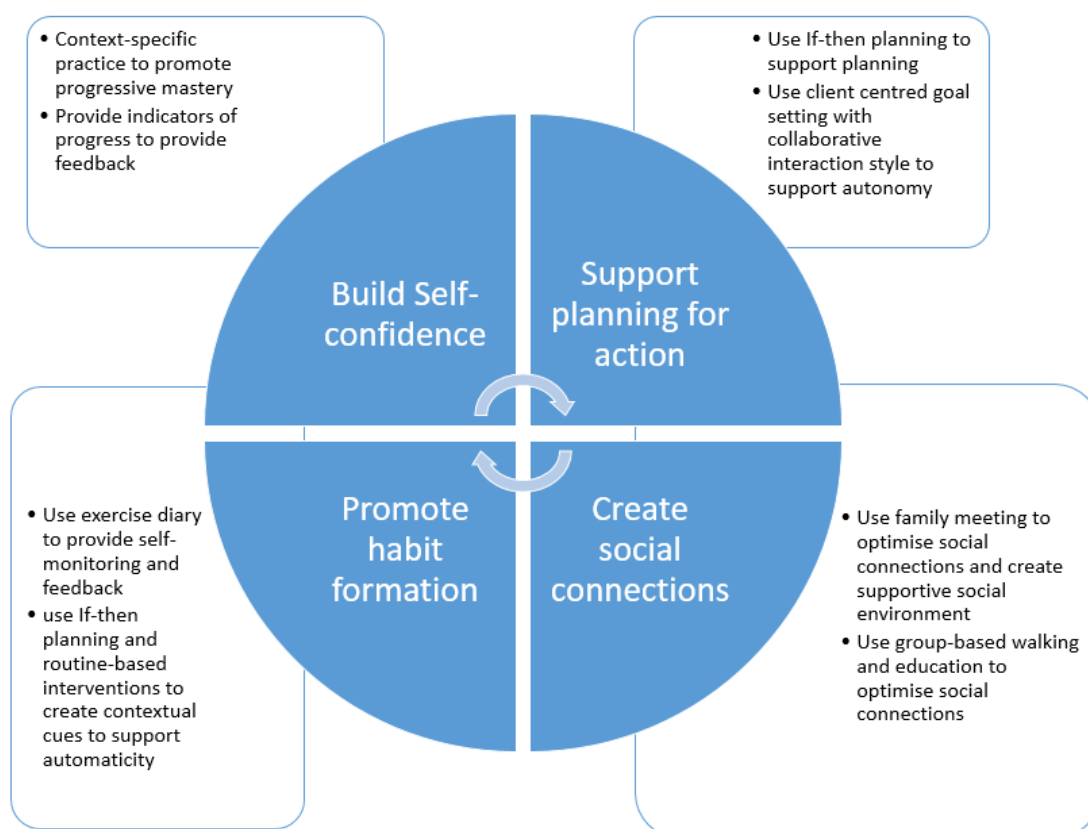 • Context-specific
practice to promote
progressive mastery
• Provide indicators of
progress to provide
feedback
• Use If-then planning to
support planning
• Use client centred goal
setting with
collaborative
interaction style to
support autonomy
Build Self-
confidence
Support
planning for
action
Promote
habit
formation
Create
social
connections
• Use exercise diary
to provide self-
monitoring and
feedback
• use If-then
planning and
routine-based
interventions to
create contextual
cues to support
automaticity
• Use family meeting to
optimise social
connections and create
supportive social
environment
• Use group-based walking
and education to
optimise social
connections